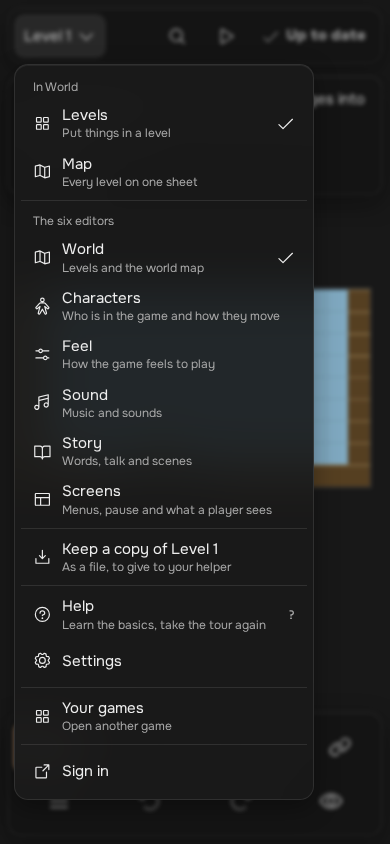 Level 1
Up to date
ges into
In World
Levels
Put things in a level
Map
Every level on one sheet
The six editors
World
Levels and the world map
Characters
Who is in the game and how they move
Feel
How the game feels to play
Sound
Music and sounds
Story
Words, talk and scenes
Screens
Menus, pause and what a player sees
Keep a copy of Level 1
As a file, to give to your helper
Help
Learn the basics, take the tour again
?
Settings
Your games
Open another game
Sign in